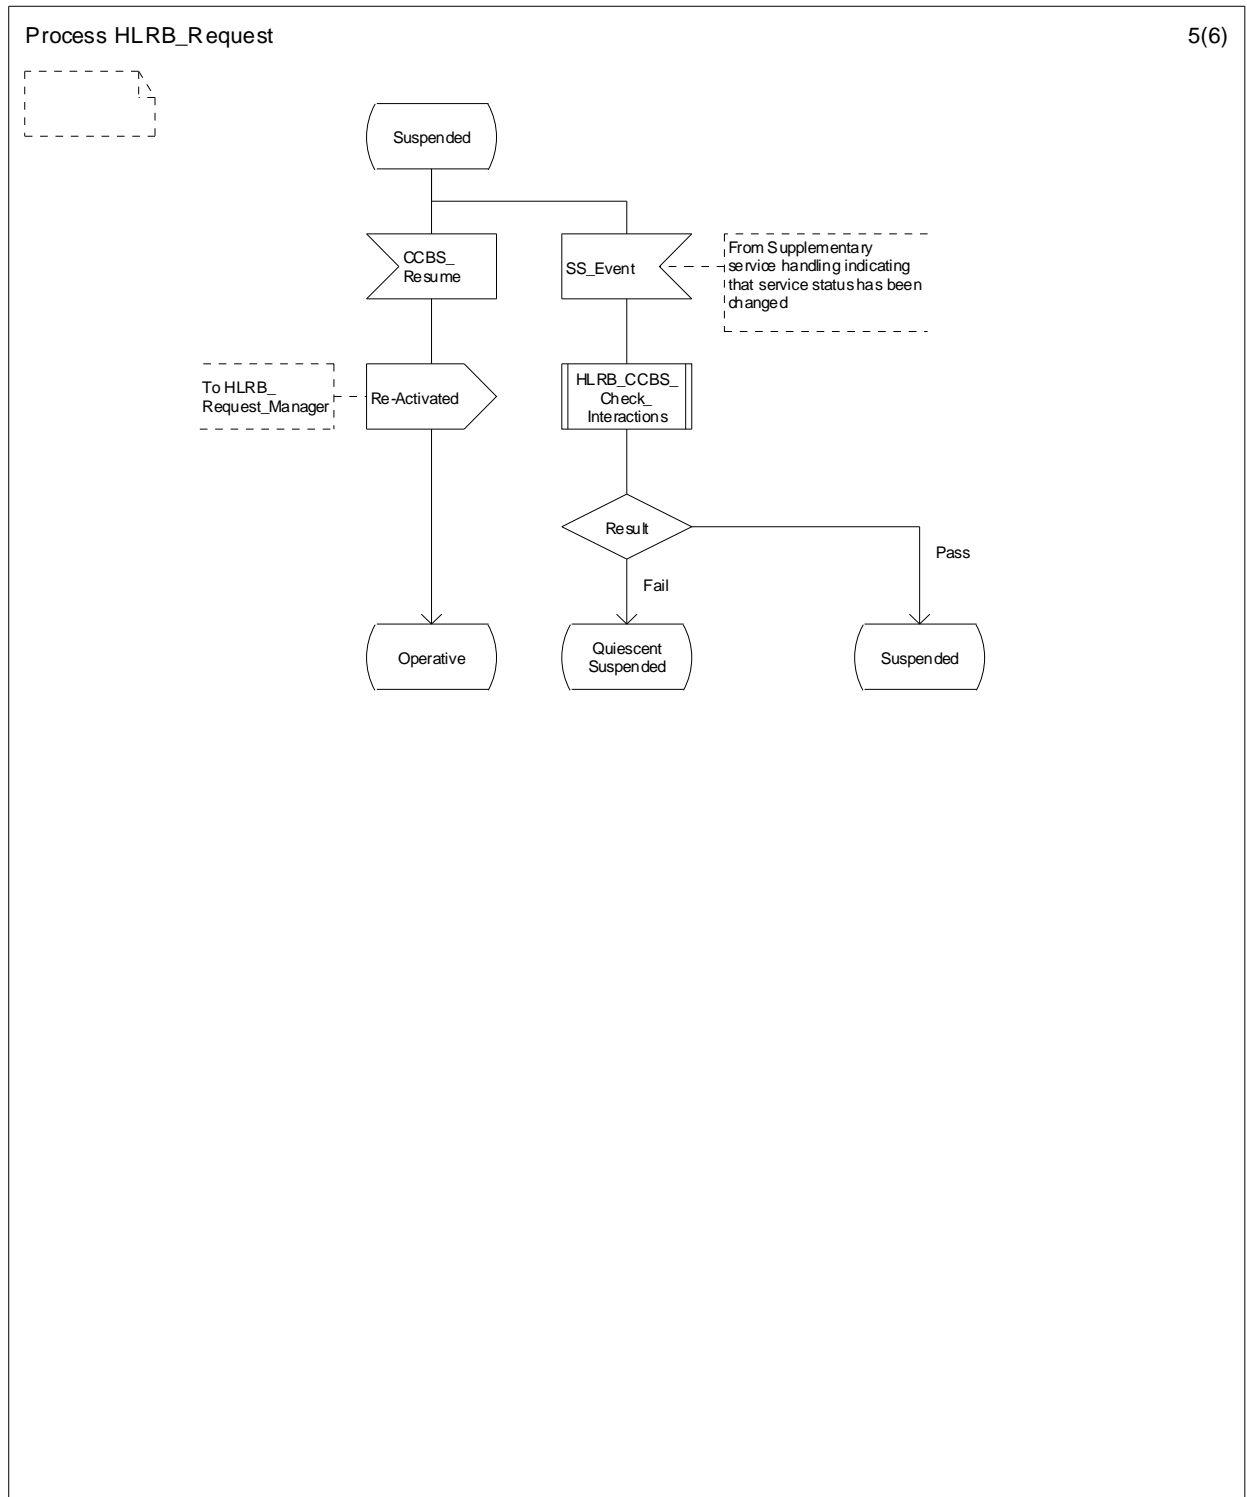 Process HLRB_Request
5(6)
Suspended
CCBS_
Resume
SS_Event
From Supplementary
service handling indicating
that service status has been
changed
To HLRB_
Request_Manager
Re-Activated
HLRB_CCBS_
Check_
Interactions
Result
Pass
Fail
Operative
Quiescent
Suspended
Suspended